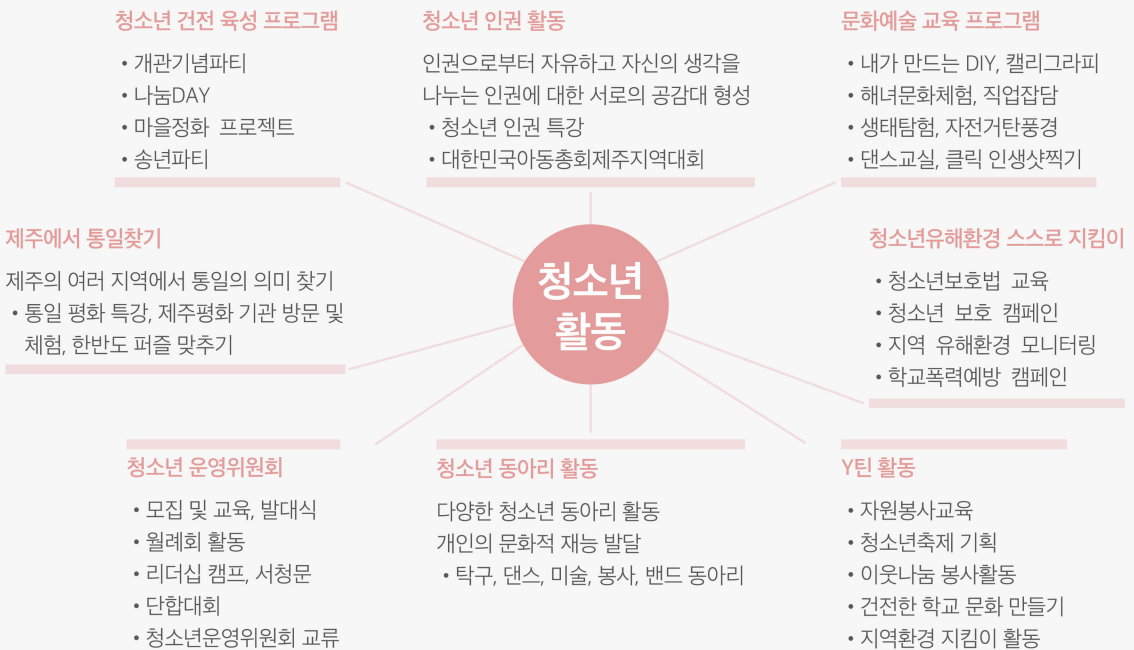 청소년 건전 육성 프로그램
• 개관기념파티
• 나눔DAY
• 마을정화 프로젝트
• 송년파티
청소년 인권 활동
인권으로부터 자유하고 자신의 생각을
나누는 인권에 대한 서로의 공감대 형성
• 청소년 인권 특강
• 대한민국아동총회제주지역대회
문화예술 교육 프로그램
• 내가 만드는 DIY, 캘리그라피
• 해녀문화체험, 직업잡담
• 생태탐험, 자전거탄풍경
• 댄스교실, 클릭 인생샷찍기
제주에서 통일찾기
제주의 여러 지역에서 통일의 의미 찾기
• 통일 평화 특강, 제주평화 기관 방문 및
체험, 한반도 퍼즐 맞추기
청소년
활동
청소년유해환경 스스로 지킴이
• 청소년보호법 교육
• 청소년 보호 캠페인
• 지역 유해환경 모니터링
• 학교폭력예방 캠페인
청소년 운영위원회
• 모집 및 교육, 발대식
• 월례회 활동
• 리더십 캠프, 서청문
• 단합대회
• 청소년운영위원회 교류
청소년 동아리 활동
다양한 청소년 동아리 활동
개인의 문화적 재능 발달
• 탁구, 댄스, 미술, 봉사, 밴드 동아리
Y틴 활동
• 자원봉사교육
• 청소년축제 기획
• 이웃나눔 봉사활동
• 건전한 학교 문화 만들기
• 지역환경 지킴이 활동